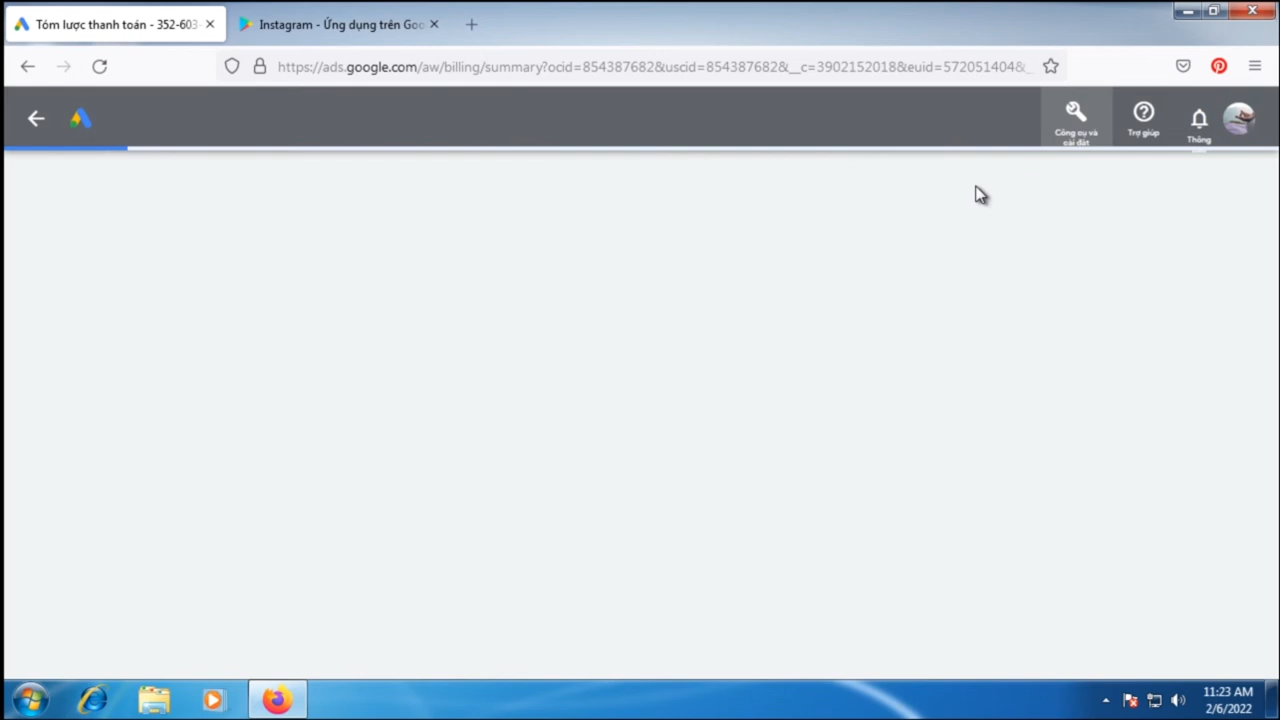 Tóm lược thanh toán - 352-603-
Instagram - Ứng dụng trên Goo
https://ads.google.com/aw/billing/summary?ocid=854387682&uscid=854387682&__c=3902152018&euid=572051404&_
Công cụ và
cài đặt
Trợ giúp
Thông
11:23 AM
2/6/2022